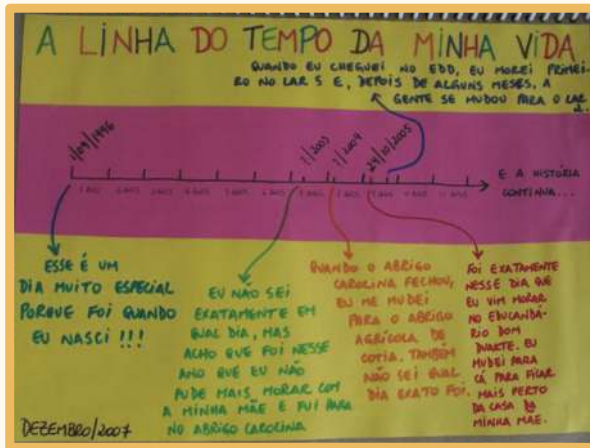 A LINHA DO TEMPO DA MINHA VIDA
QUANDO EU CHEGUEI NO EDD, EU MOREI PRIMEI-
RO NO LAR 5 E, DEPOIS DE ALGUNS MESES, A
GENTE SE MUDOU PARA O LAR
?/2003
?/2004
24/10/2005
E A HISTÓRIA
CONTINUA...
ESSE É UM
DIA MUITO ESPECIAL
PORQUE FOI QUANDO
EU NASCI!!!
EU NÃO SEI
EXATAMENTE EM
QUAL DIA, MAS
ACHO QUE FOI NESSE
ANO QUE EU NÃO
PUDE MAIS MORAR COM
A MINHA MÃE E FUI PARA
NO ABRIGO CAROLINA
QUANDO O ABRIGO
CAROLINA FECHOU,
EU ME MUDEI
PARA O ABRIGO
AGRÍCOLA DE
COTIA. TAMBÉM
NÃO SEI QUAL
DIA EXATO FOI.
FOI EXATAMENTE
NESSE DIA QUE
EU VIM MORAR
NO EDUCANDÁ-
RIO DOM
DUARTE. EU
MUDEI PARA
CÁ PARA FICAR
MAIS PERTO
DA CASA DA
MINHA MÃE.
DEZEMBRO/2007